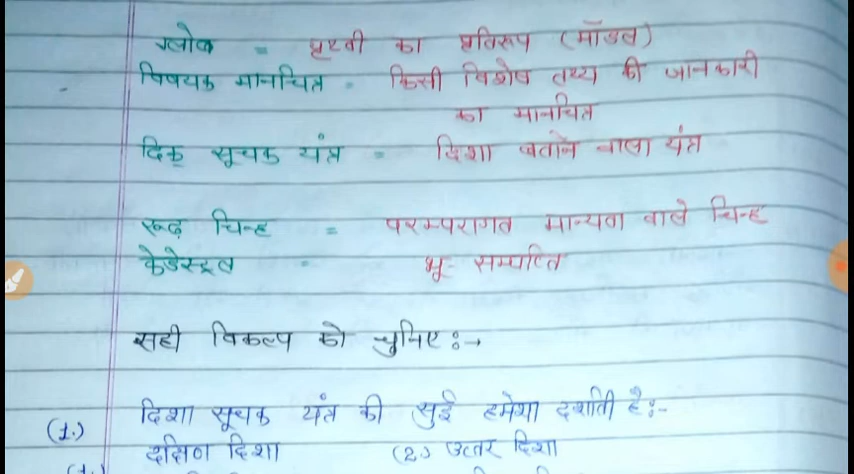 ग्लोब = पृथ्वी का प्रतिरूप (मॉडल)
विषयक मानचित्र - किसी विशेष तथ्य की जानकारी
का मानचित्र
दिक् सूचक यंत्र = दिशा बताने वाला यंत्र
रूढ़ चिन्ह = परम्परागत मान्यता वाले चिन्ह
केडेस्ट्रल - भू-सम्पत्ति
सही विकल्प को चुनिए :→
(1.) दिशा सूचक यंत्र की सुई हमेशा दर्शाती है:-
दक्षिण दिशा (2.) उत्तर दिशा